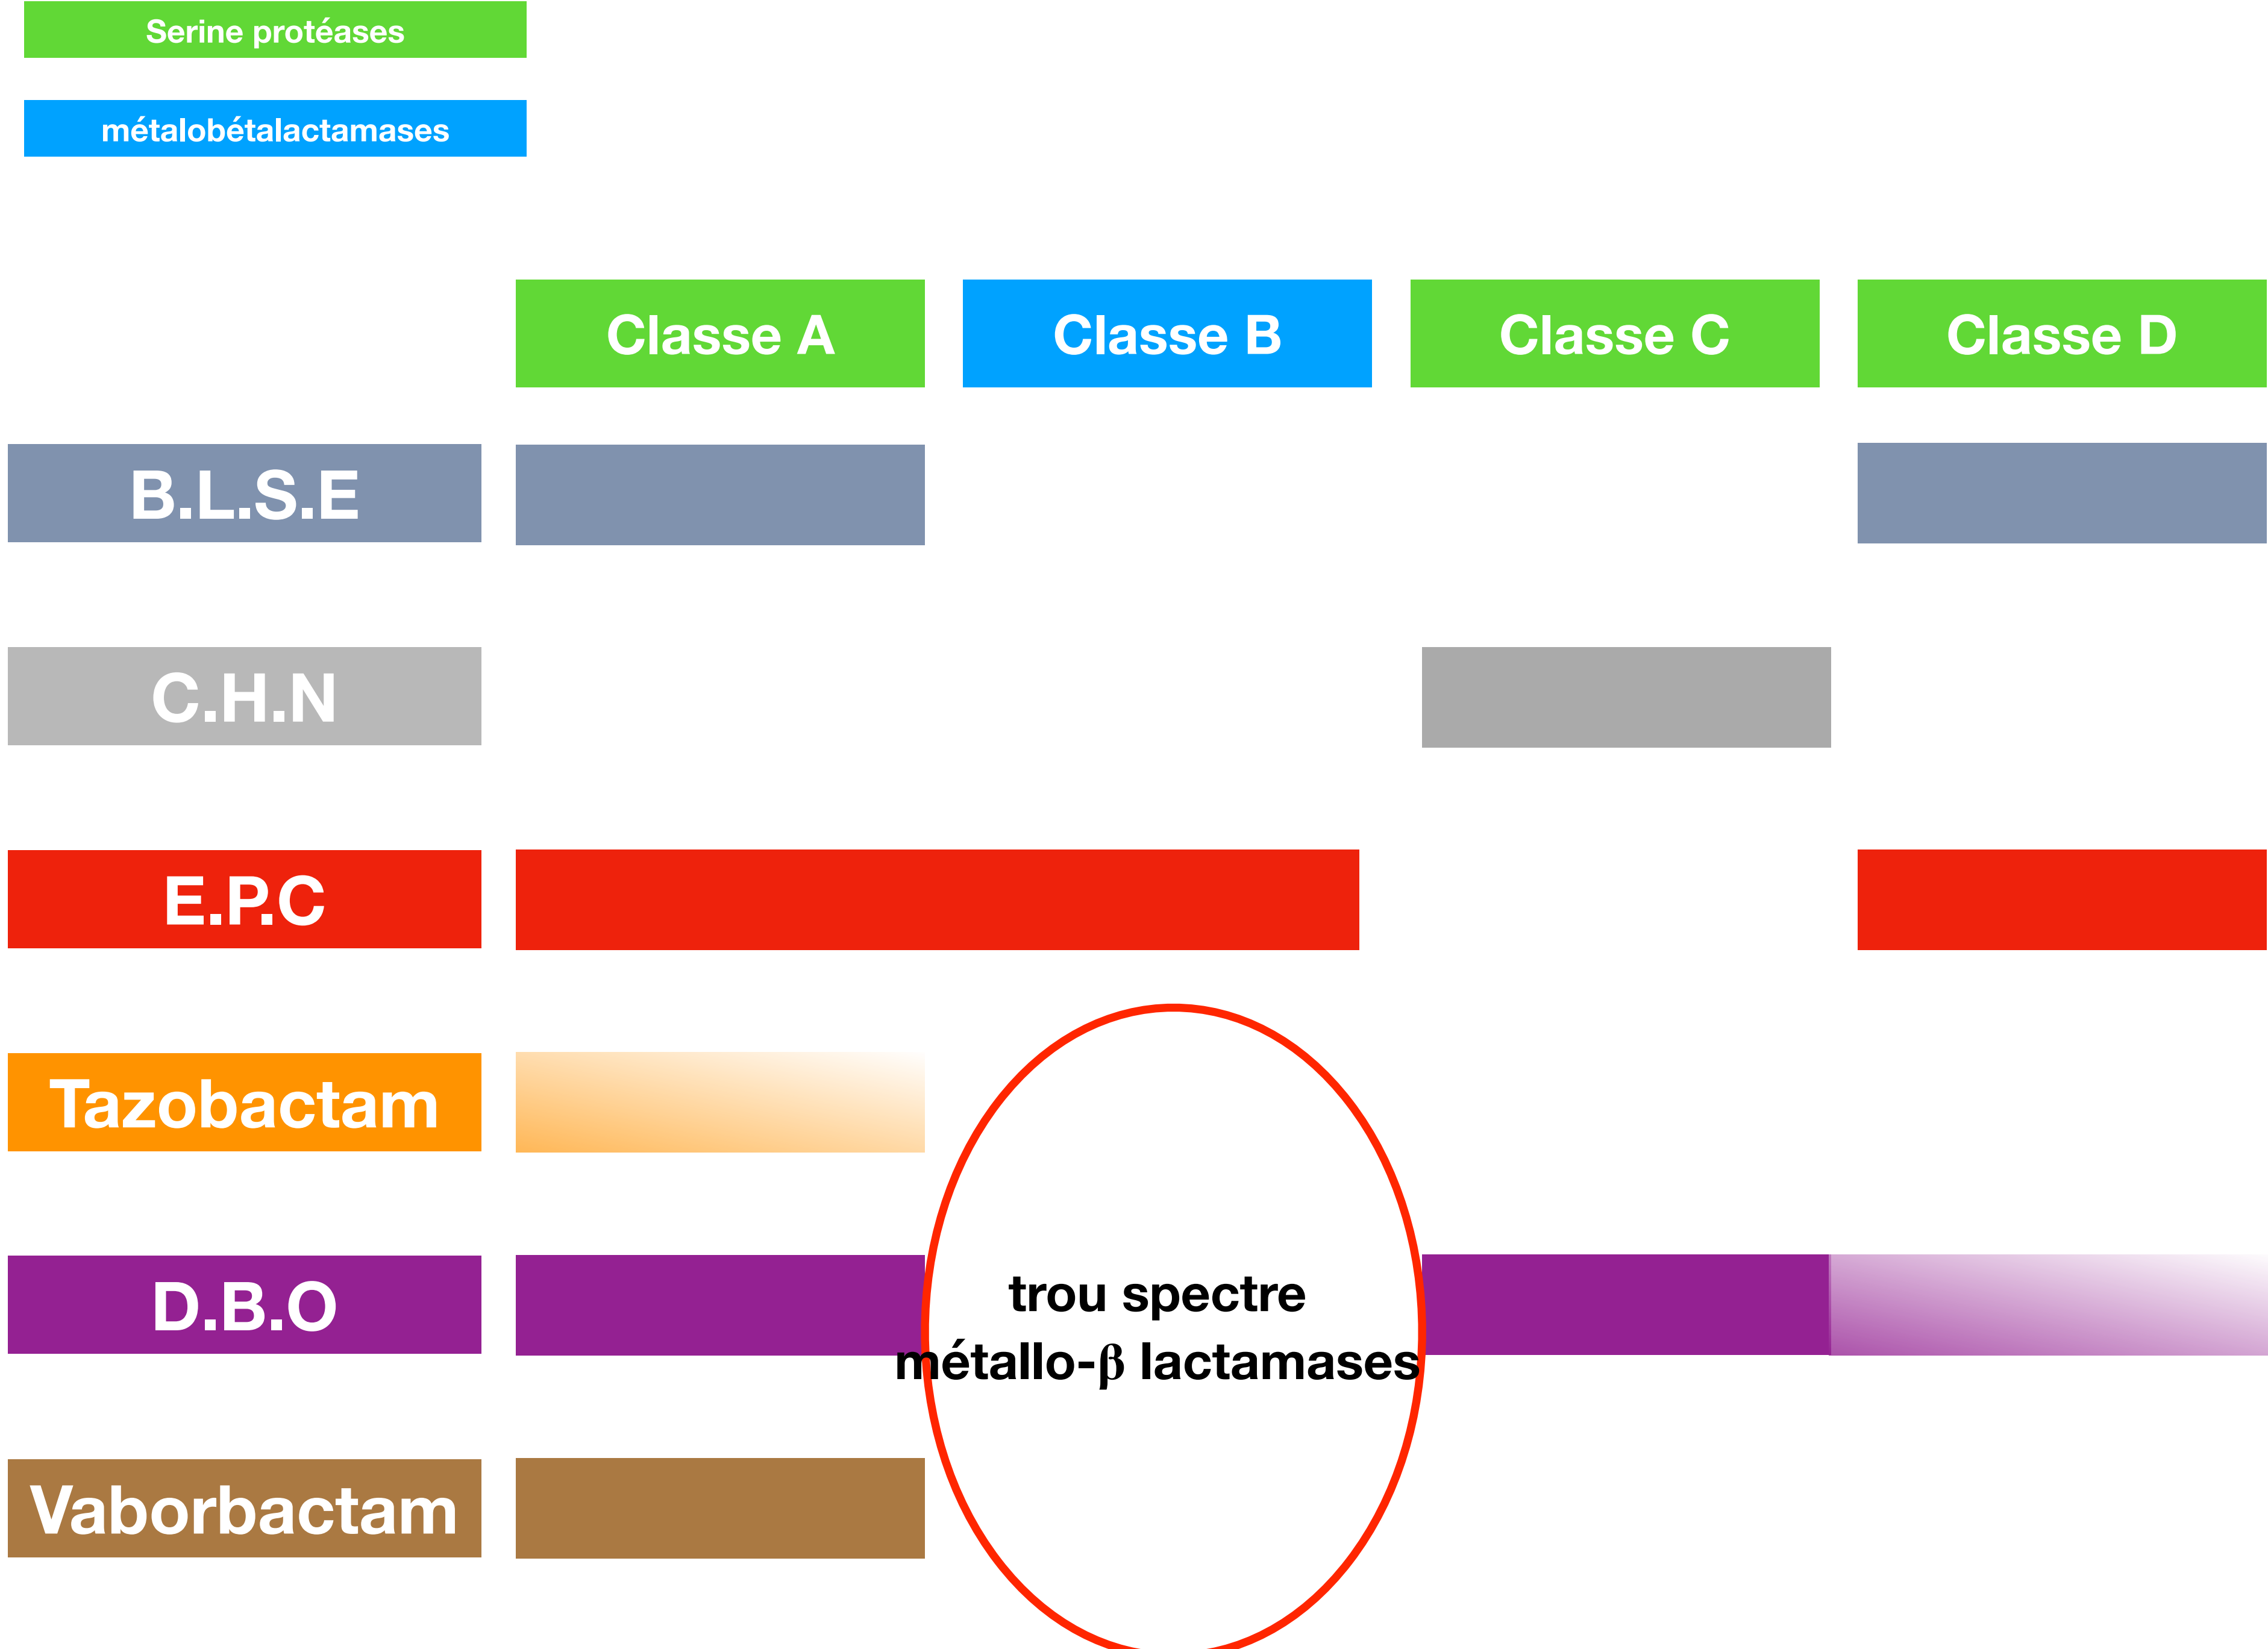 Serine protéases
métalobétalactamases
Classe A
Classe B
Classe C
Classe D
B.L.S.E
C.H.N
E.P.C
Tazobactam
D.B.O
trou spectre
métallo-β lactamases
Vaborbactam